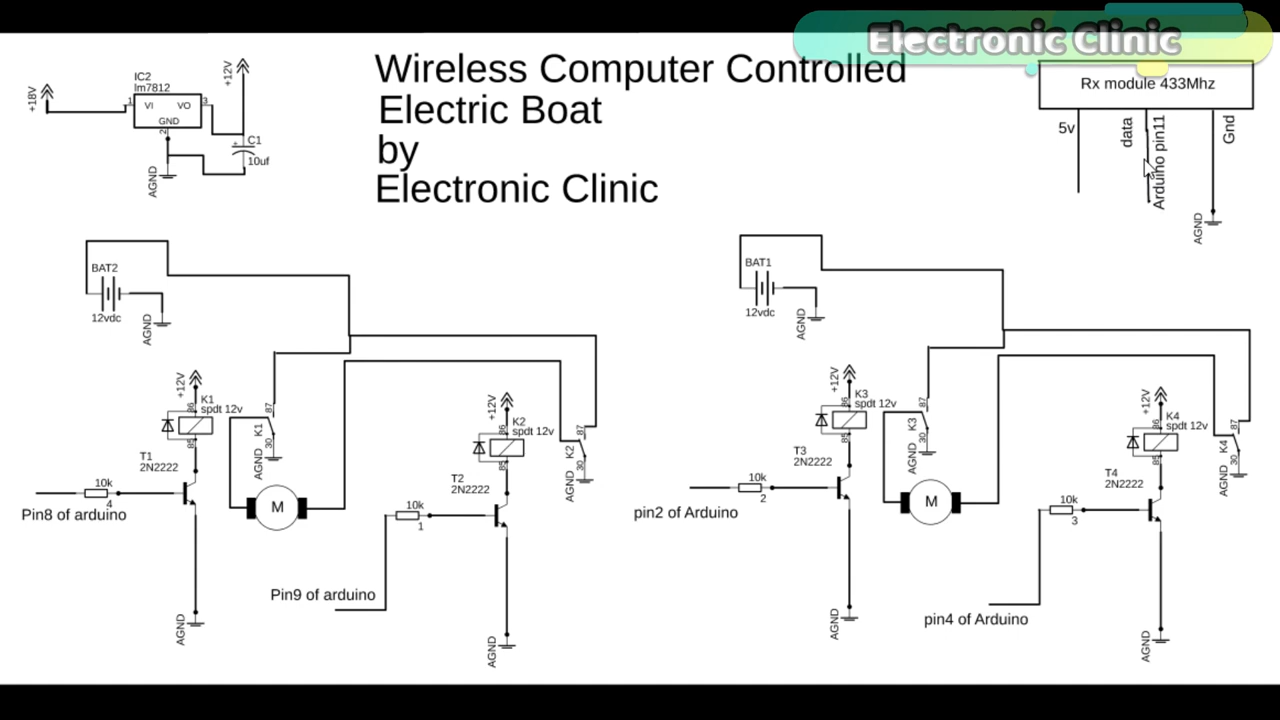 Electronic Clinic
Wireless Computer Controlled
Electric Boat
by
Electronic Clinic
+18V
IC2
lm7812
1
VI
VO
3
GND
2
+12V
C1
+
10uf
AGND
Rx module 433Mhz
5v
data
Arduino pin11
Gnd
AGND
BAT2
12vdc
AGND
+12V
K1
spdt 12v
86
85
T1
2N2222
10k
4
Pin8 of arduino
AGND
87
K1
30
AGND
M
+12V
K2
spdt 12v
86
85
T2
2N2222
10k
1
Pin9 of arduino
AGND
87
K2
30
AGND
BAT1
12vdc
AGND
+12V
K3
spdt 12v
86
85
T3
2N2222
10k
2
pin2 of Arduino
AGND
87
K3
30
AGND
M
+12V
K4
spdt 12v
86
85
T4
2N2222
10k
3
pin4 of Arduino
AGND
87
K4
30
AGND